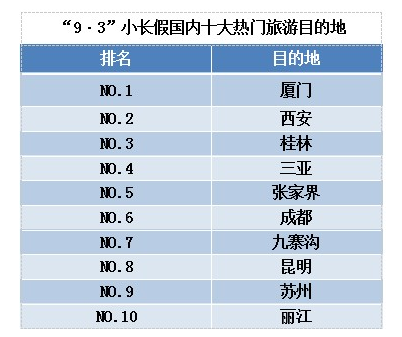 “9·3”小长假国内十大热门旅游目的地
排名 目的地
NO.1 厦门
NO.2 西安
NO.3 桂林
NO.4 三亚
NO.5 张家界
NO.6 成都
NO.7 九寨沟
NO.8 昆明
NO.9 苏州
NO.10 丽江